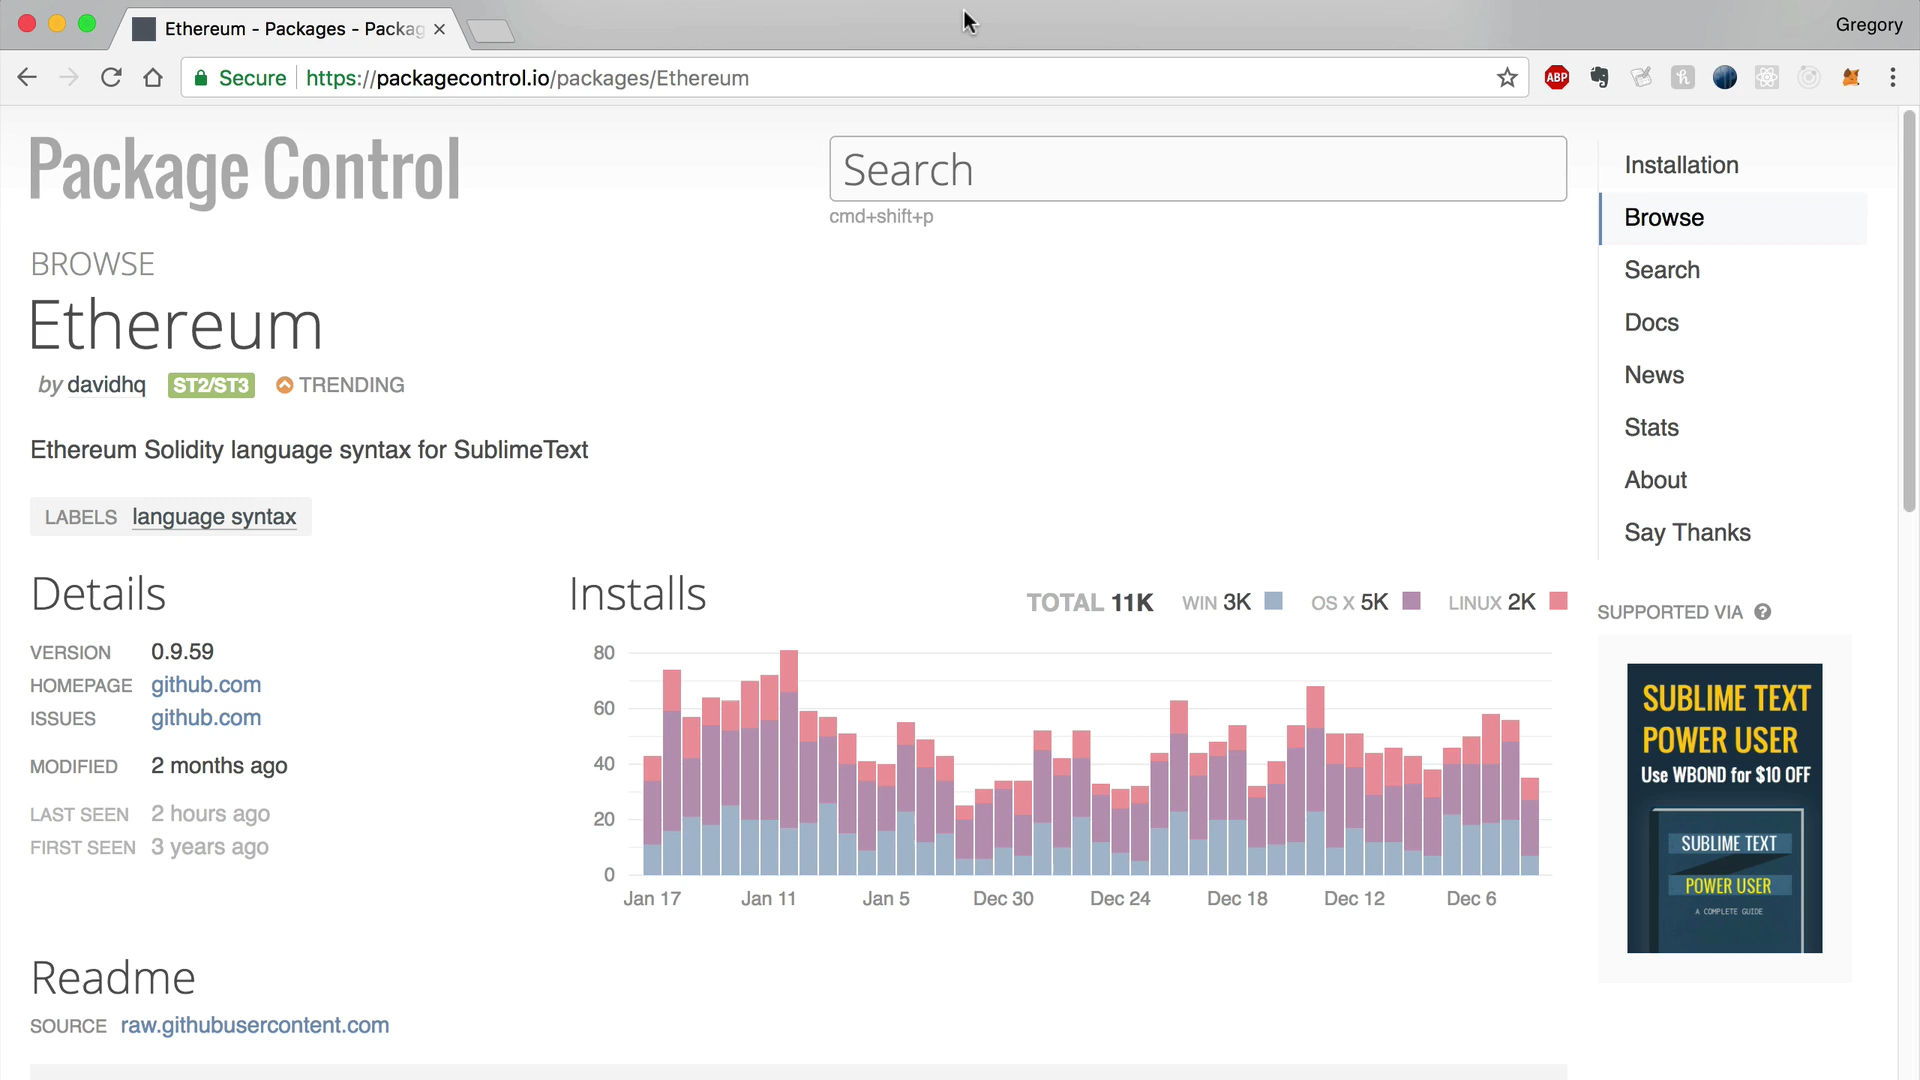 Ethereum - Packages - Packag
Gregory
Secure
https://packagecontrol.io/packages/Ethereum
ABP
Package Control
Search
cmd+shift+p
BROWSE
Ethereum
by davidhq ST2/ST3 TRENDING
Ethereum Solidity language syntax for SublimeText
LABELS language syntax
Details
VERSION 0.9.59
HOMEPAGE github.com
ISSUES github.com
MODIFIED 2 months ago
LAST SEEN 2 hours ago
FIRST SEEN 3 years ago
Installs
TOTAL 11K WIN 3K OS X 5K LINUX 2K
80
60
40
20
0
Jan 17 Jan 11 Jan 5 Dec 30 Dec 24 Dec 18 Dec 12 Dec 6
Readme
SOURCE raw.githubusercontent.com
Installation
Browse
Search
Docs
News
Stats
About
Say Thanks
SUPPORTED VIA ?
SUBLIME TEXT
POWER USER
Use WBOND for $10 OFF
SUBLIME TEXT
POWER USER
A COMPLETE GUIDE